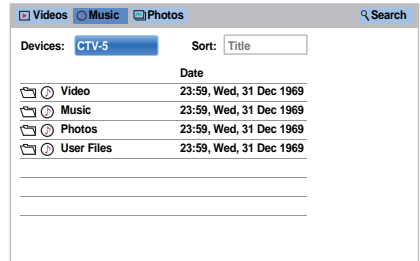 Videos Music Photos Search
Devices: CTV-5 Sort: Title
Date
Video 23:59, Wed, 31 Dec 1969
Music 23:59, Wed, 31 Dec 1969
Photos 23:59, Wed, 31 Dec 1969
User Files 23:59, Wed, 31 Dec 1969